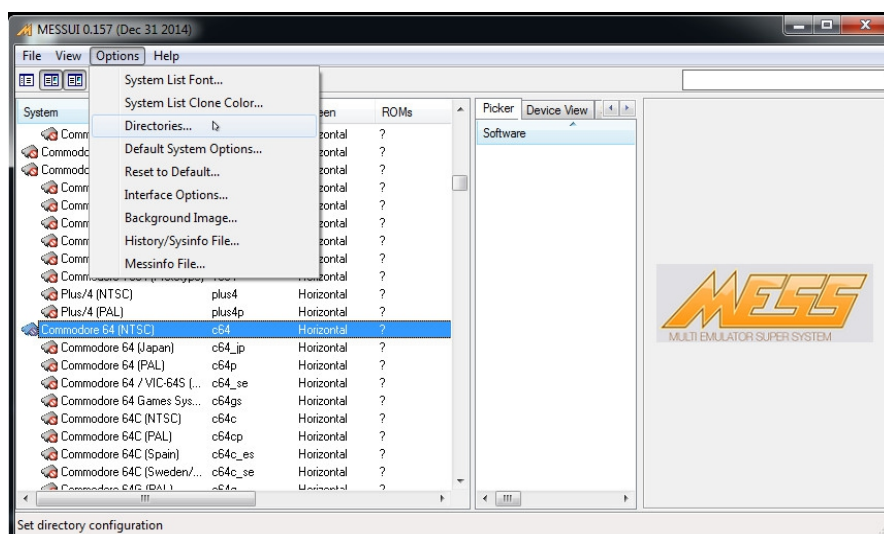 MESSUI 0.157 (Dec 31 2014)
File View Options Help
System List Font...
System List Clone Color...
Directories...
Default System Options...
Reset to Default...
Interface Options...
Background Image...
History/Sysinfo File...
Messinfo File...
System ROMs
Picker Device View
Software
?
?
?
?
?
?
?
Plus/4 (NTSC) plus4 Horizontal ?
Plus/4 (PAL) plus4p Horizontal ?
Commodore 64 (NTSC) c64 Horizontal ?
Commodore 64 (Japan) c64_jp Horizontal ?
Commodore 64 (PAL) c64p Horizontal ?
Commodore 64 / VIC-64S (... c64_se Horizontal ?
Commodore 64 Games Sys... c64gs Horizontal ?
Commodore 64C (NTSC) c64c Horizontal ?
Commodore 64C (PAL) c64cp Horizontal ?
Commodore 64C (Spain) c64c_es Horizontal ?
Commodore 64C (Sweden/... c64c_se Horizontal ?
MESS
MULTI EMULATOR SUPER SYSTEM
Set directory configuration